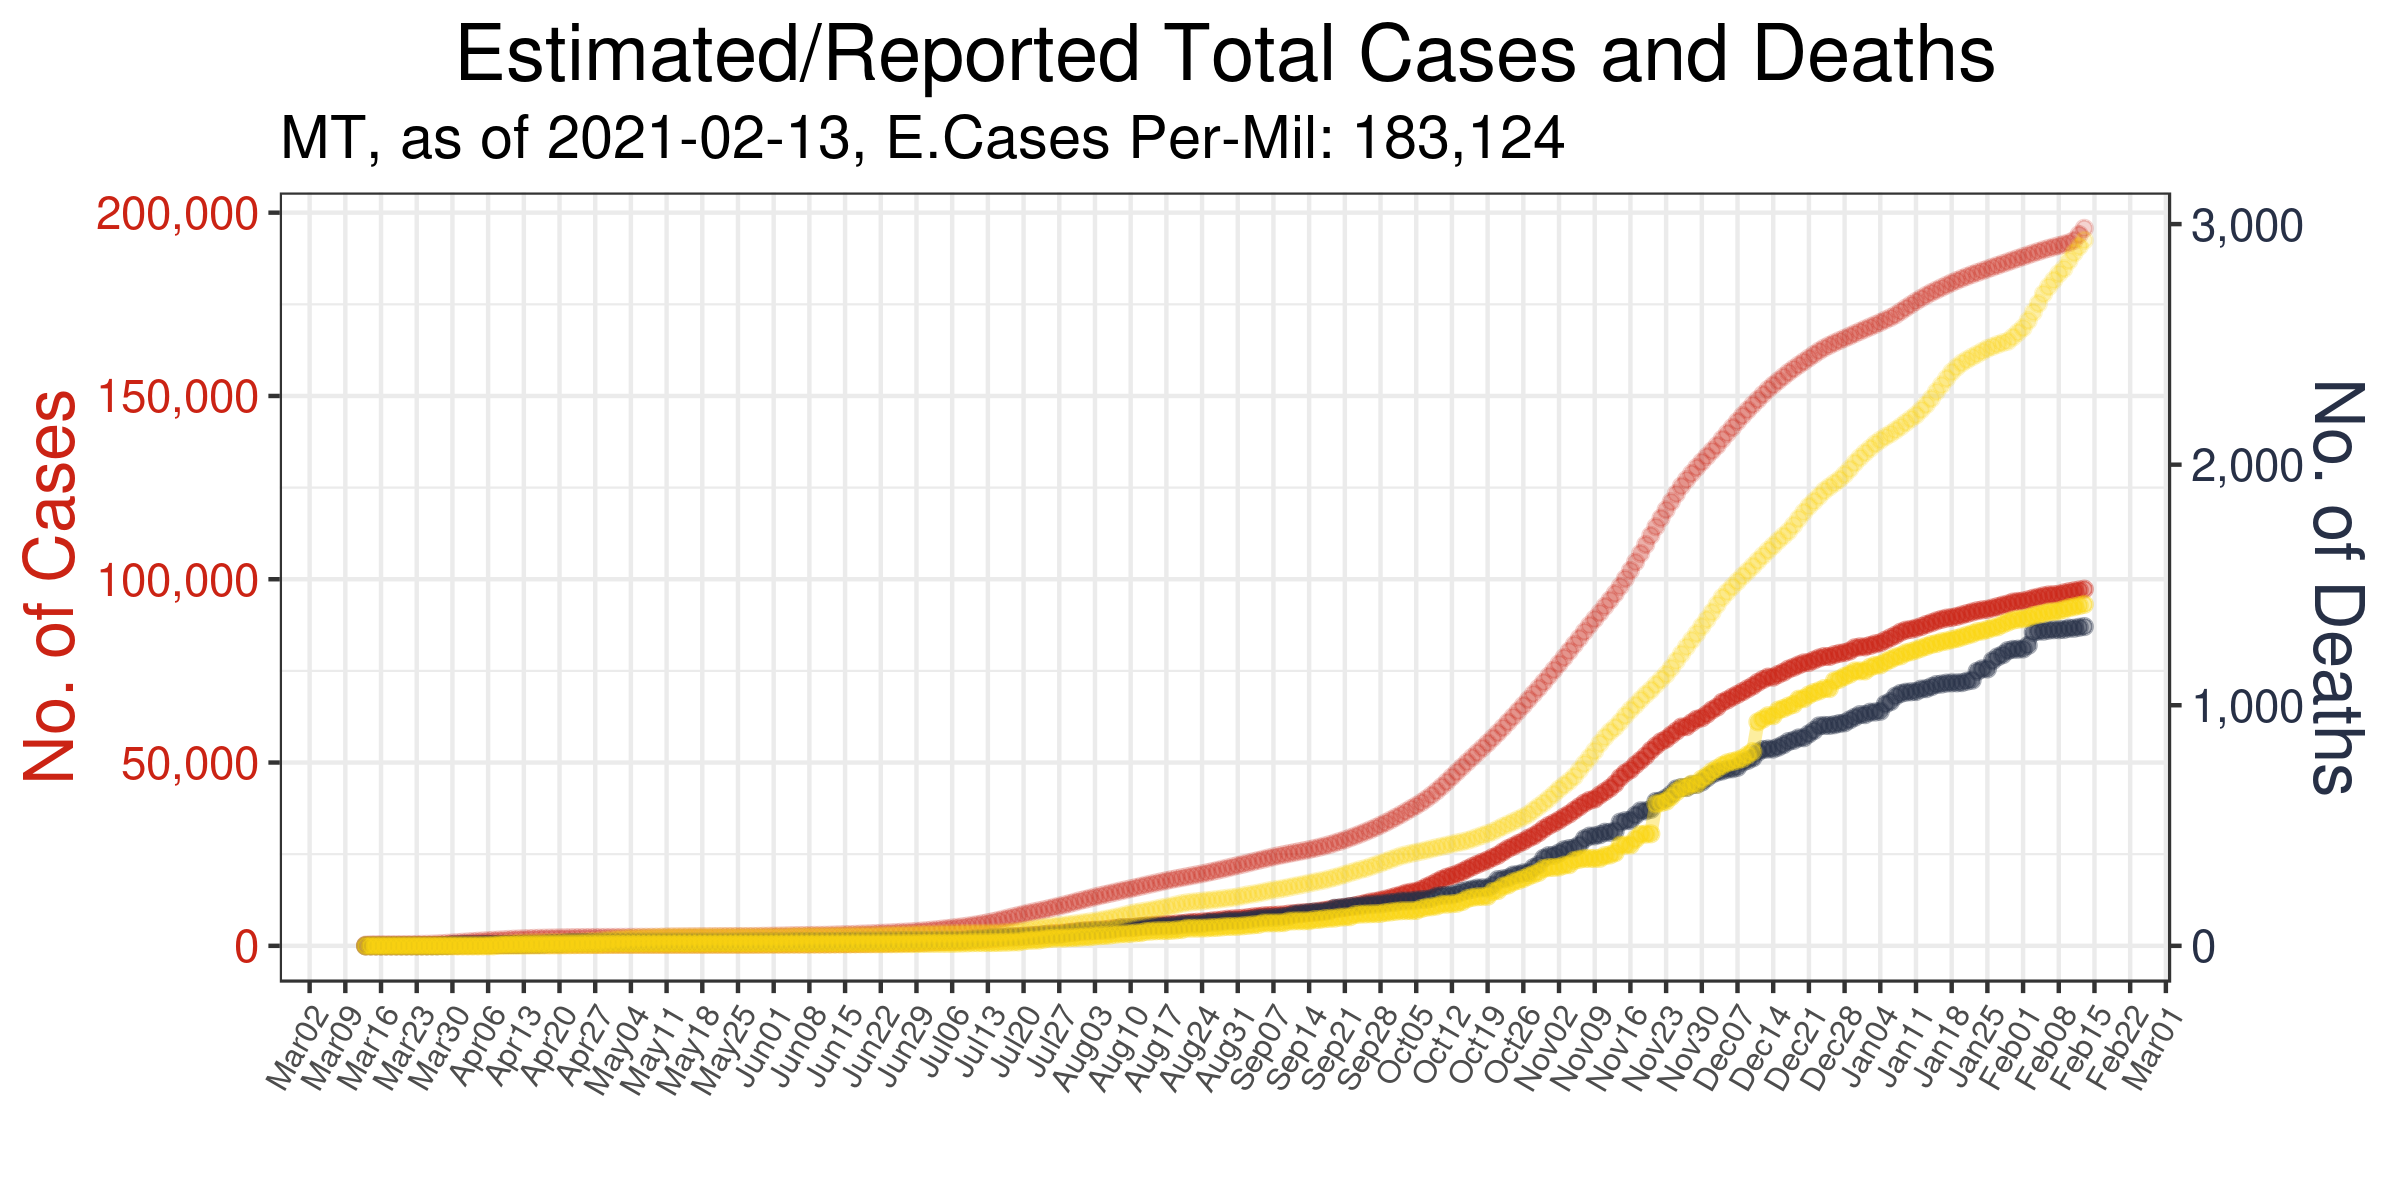 Estimated/Reported Total Cases and Deaths
MT, as of 2021-02-13, E.Cases Per-Mil: 183,124
No. of Cases
200,000
150,000
100,000
50,000
0
3,000
2,000
1,000
0
No. of Deaths
Mar02
Mar09
Mar16
Mar23
Mar30
Apr06
Apr13
Apr20
Apr27
May04
May11
May18
May25
Jun01
Jun08
Jun15
Jun22
Jun29
Jul06
Jul13
Jul20
Jul27
Aug03
Aug10
Aug17
Aug24
Aug31
Sep07
Sep14
Sep21
Sep28
Oct05
Oct12
Oct19
Oct26
Nov02
Nov09
Nov16
Nov23
Nov30
Dec07
Dec14
Dec21
Dec28
Jan04
Jan11
Jan18
Jan25
Feb01
Feb08
Feb15
Feb22
Mar01